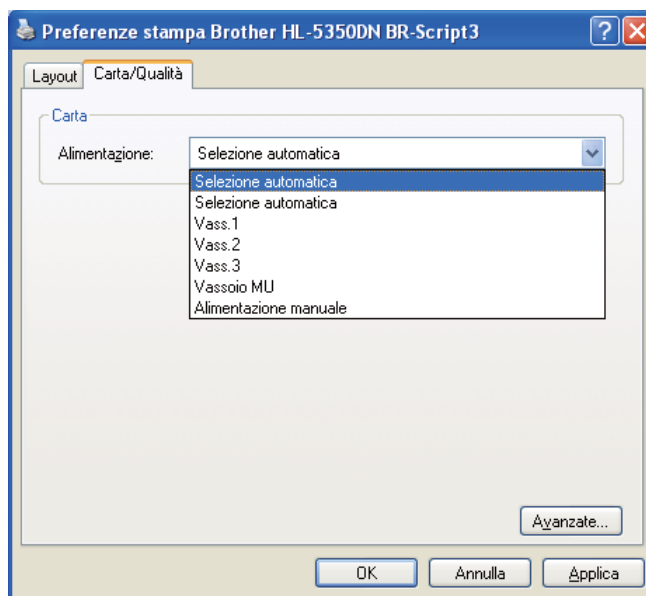 Preferenze stampa Brother HL-5350DN BR-Script3
Layout
Carta/Qualità
Carta
Alimentazione:
Selezione automatica
Selezione automatica
Selezione automatica
Vass.1
Vass.2
Vass.3
Vassoio MU
Alimentazione manuale
Avanzate...
OK
Annulla
Applica